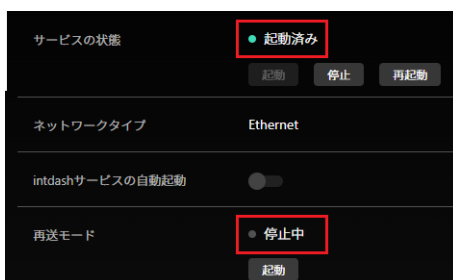 サービスの状態
起動済み
起動 停止 再起動
ネットワークタイプ Ethernet
intdashサービスの自動起動
再送モード
停止中
起動